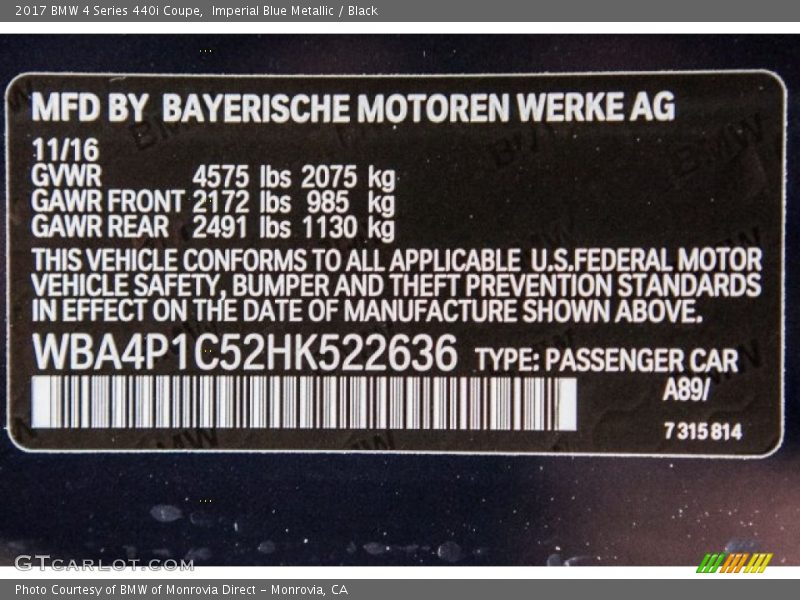 2017 BMW 4 Series 440i Coupe,  Imperial Blue Metallic / Black
MFD BY BAYERISCHE MOTOREN WERKE AG
11/16
GVWR 4575 lbs 2075 kg
GAWR FRONT 2172 lbs 985 kg
GAWR REAR 2491 lbs 1130 kg
THIS VEHICLE CONFORMS TO ALL APPLICABLE U.S.FEDERAL MOTOR
VEHICLE SAFETY, BUMPER AND THEFT PREVENTION STANDARDS
IN EFFECT ON THE DATE OF MANUFACTURE SHOWN ABOVE.
WBA4P1C52HK522636 TYPE: PASSENGER CAR
A89/
7 315 814
GTCARLOT.COM
Photo Courtesy of BMW of Monrovia Direct - Monrovia, CA